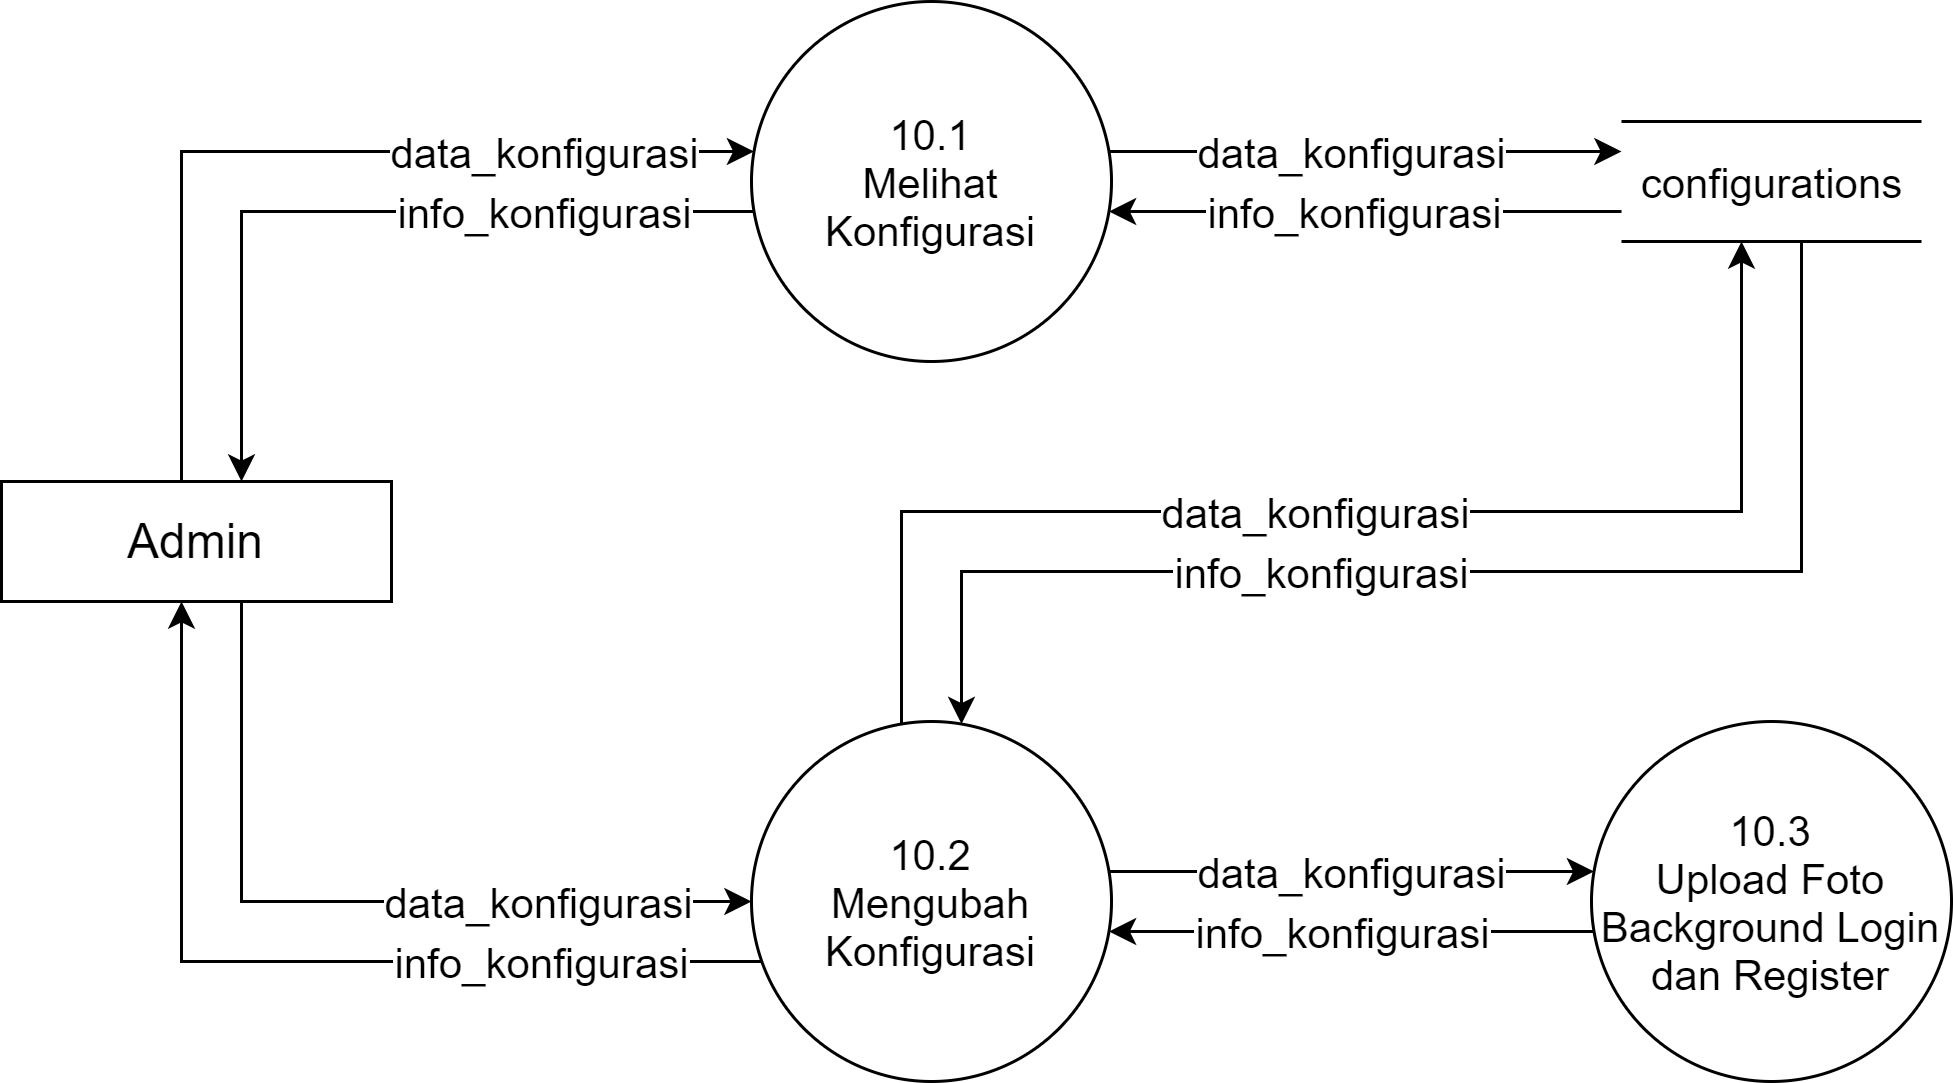 10.1
Melihat
Konfigurasi
data_konfigurasi
info_konfigurasi
data_konfigurasi
info_konfigurasi
configurations
Admin
data_konfigurasi
info_konfigurasi
data_konfigurasi
info_konfigurasi
10.2
Mengubah
Konfigurasi
data_konfigurasi
info_konfigurasi
10.3
Upload Foto
Background Login
dan Register